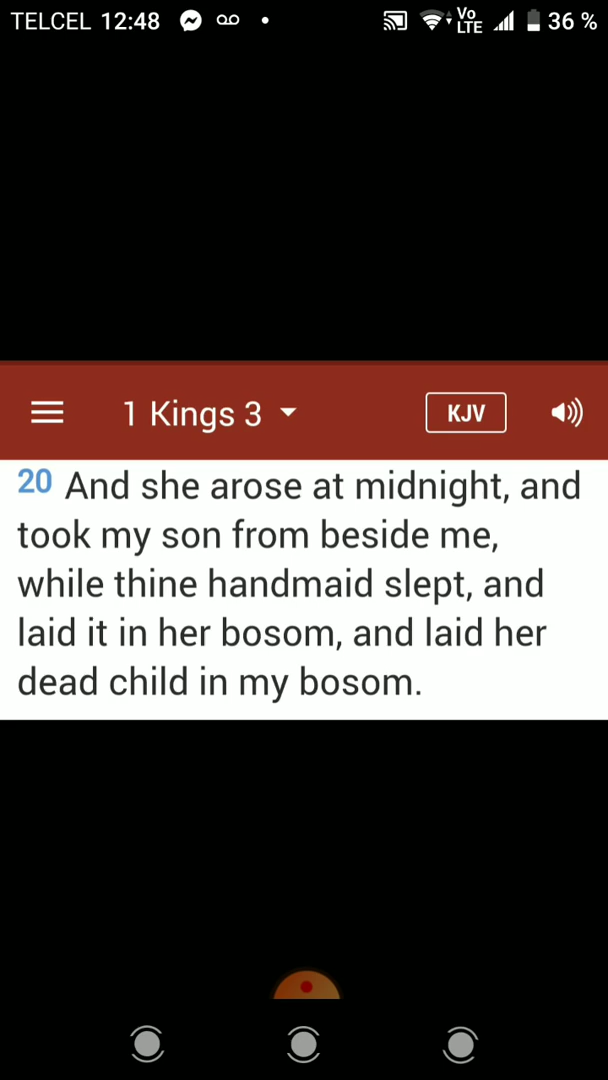 TELCEL 12:48 Vo LTE 36 %
1 Kings 3 KJV
20 And she arose at midnight, and
took my son from beside me,
while thine handmaid slept, and
laid it in her bosom, and laid her
dead child in my bosom.